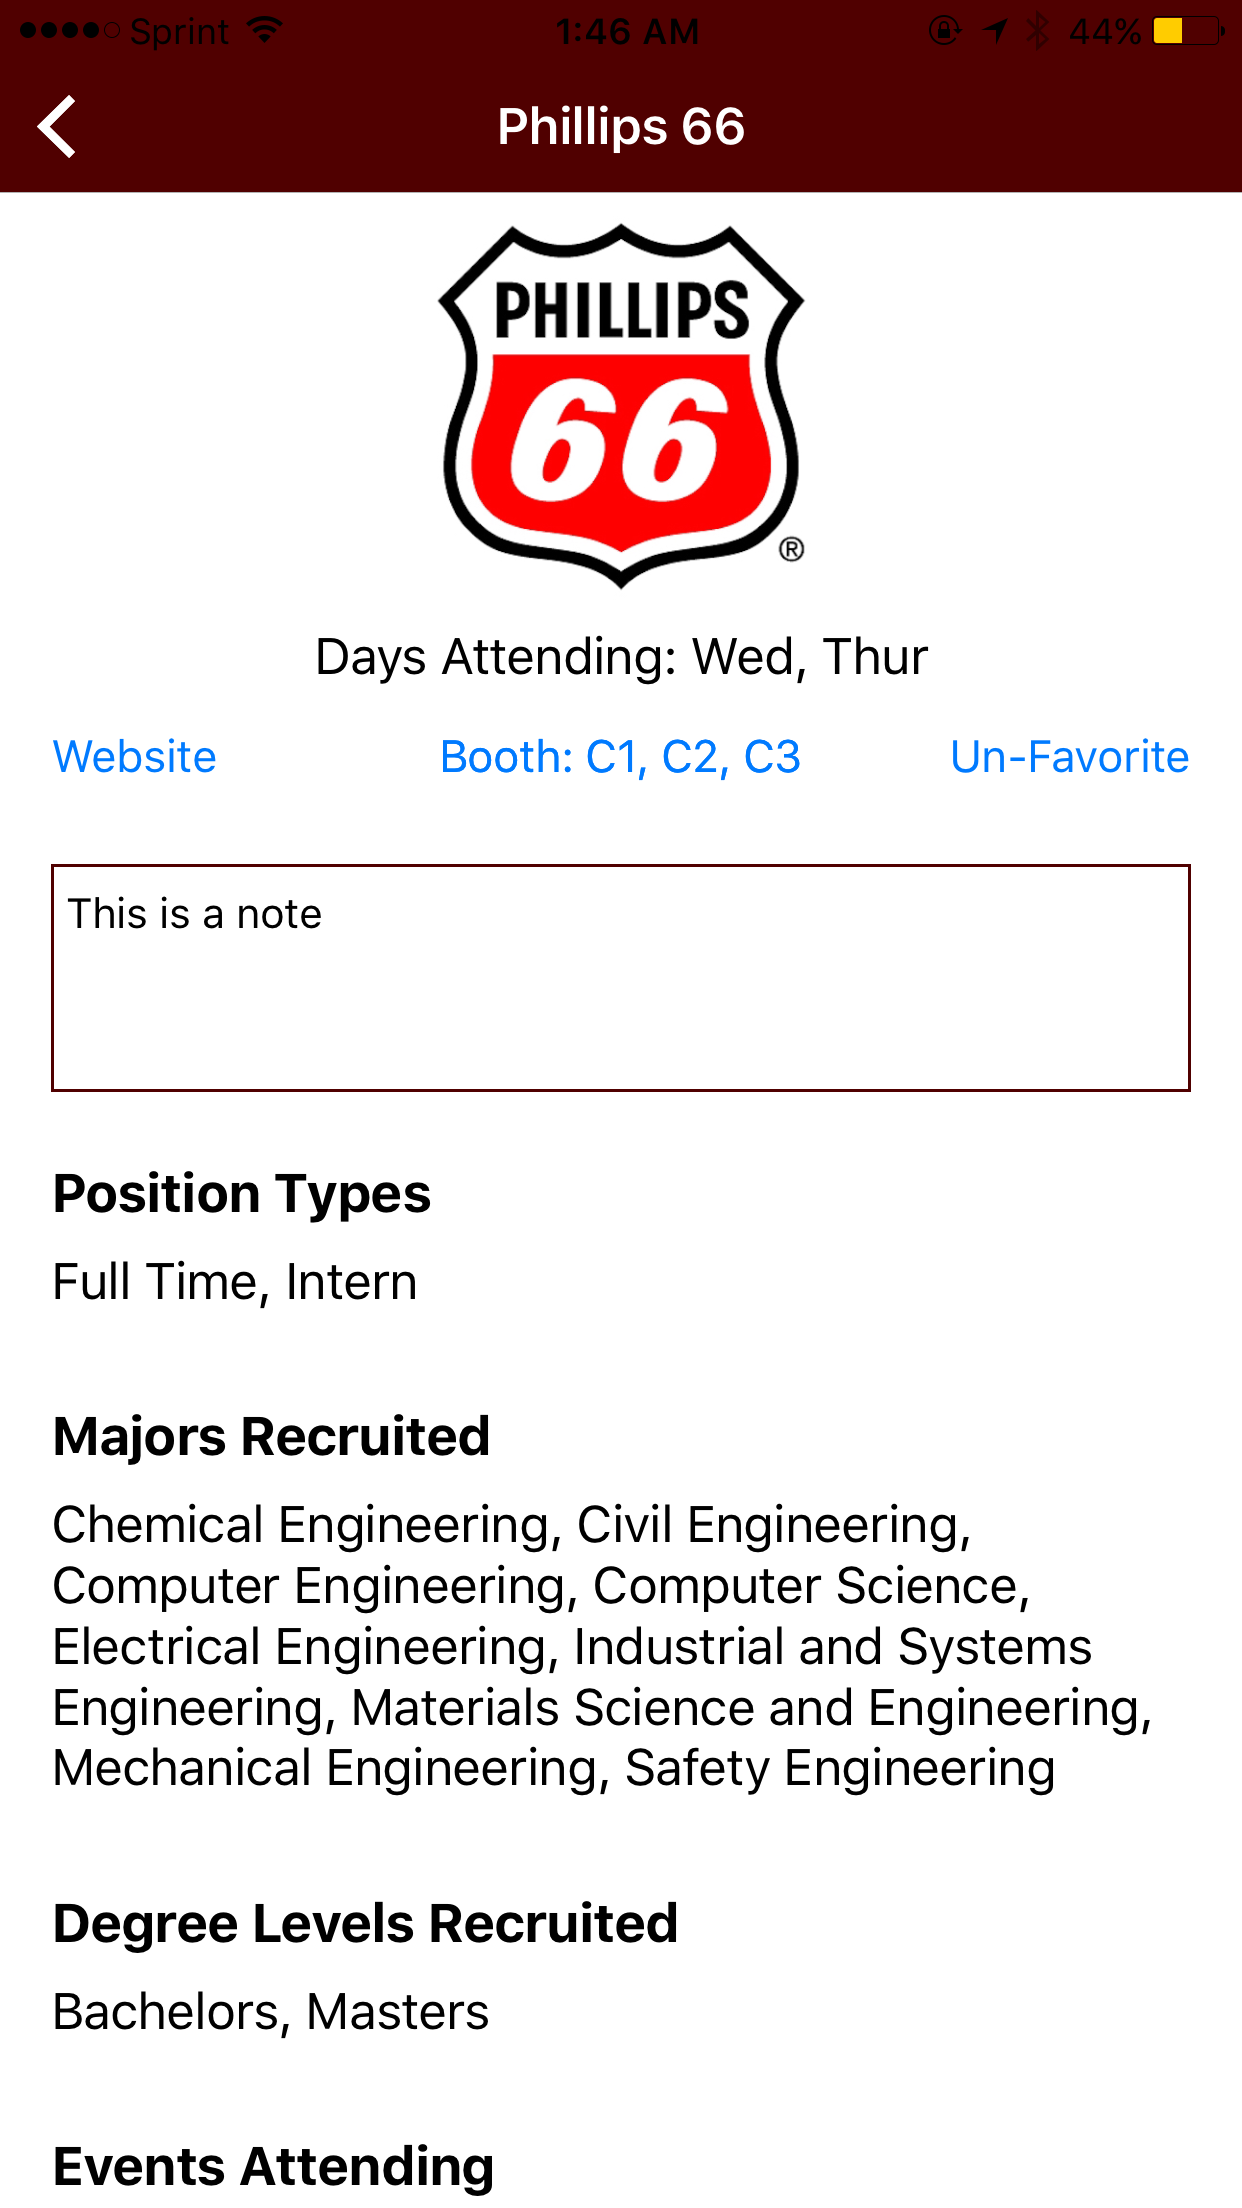 Sprint 1:46 AM 44%
Phillips 66
PHILLIPS
66
®
Days Attending: Wed, Thur
Website Booth: C1, C2, C3 Un-Favorite
This is a note
Position Types
Full Time, Intern
Majors Recruited
Chemical Engineering, Civil Engineering,
Computer Engineering, Computer Science,
Electrical Engineering, Industrial and Systems
Engineering, Materials Science and Engineering,
Mechanical Engineering, Safety Engineering
Degree Levels Recruited
Bachelors, Masters
Events Attending